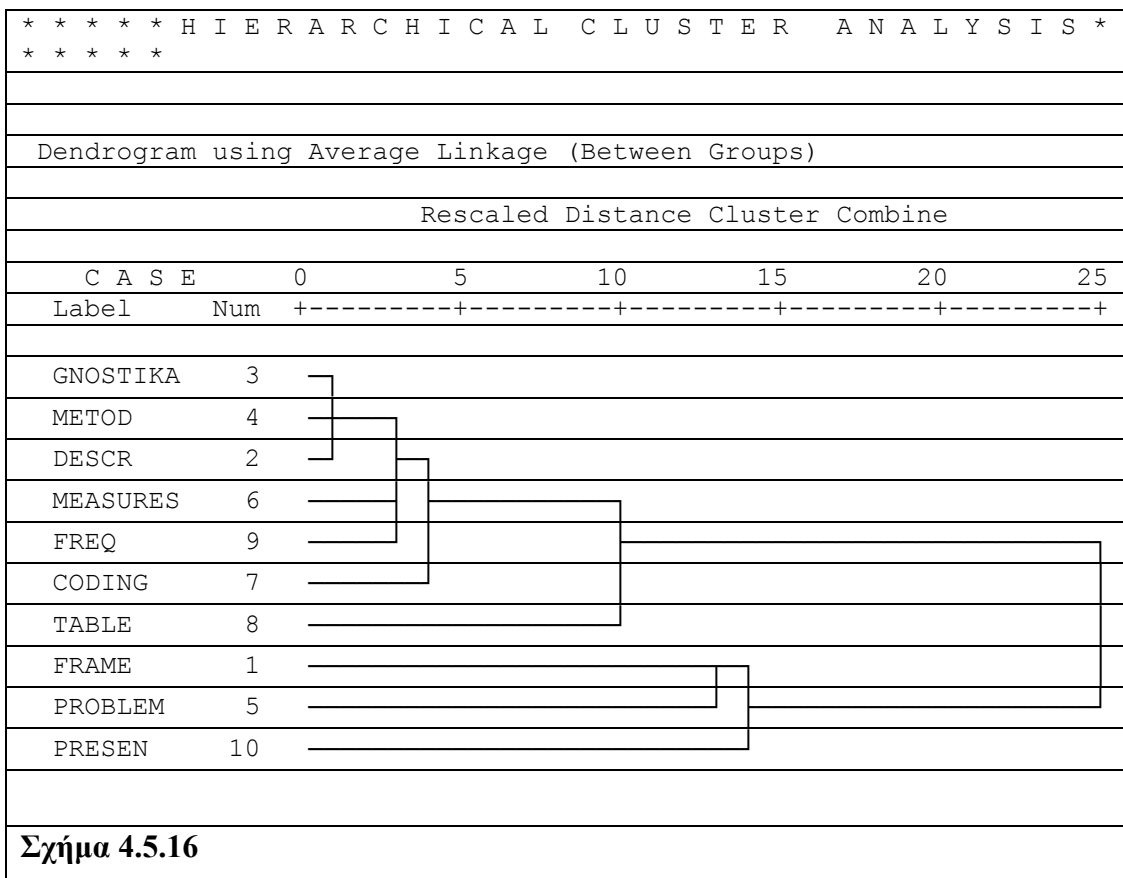 * * * * * H I E R A R C H I C A L   C L U S T E R   A N A L Y S I S *
* * * * *
Dendrogram using Average Linkage (Between Groups)
Rescaled Distance Cluster Combine
C A S E 0 5 10 15 20 25
Label Num +---------+---------+---------+---------+---------+
GNOSTIKA 3
METOD 4
DESCR 2
MEASURES 6
FREQ 9
CODING 7
TABLE 8
FRAME 1
PROBLEM 5
PRESEN 10
Σχήμα 4.5.16